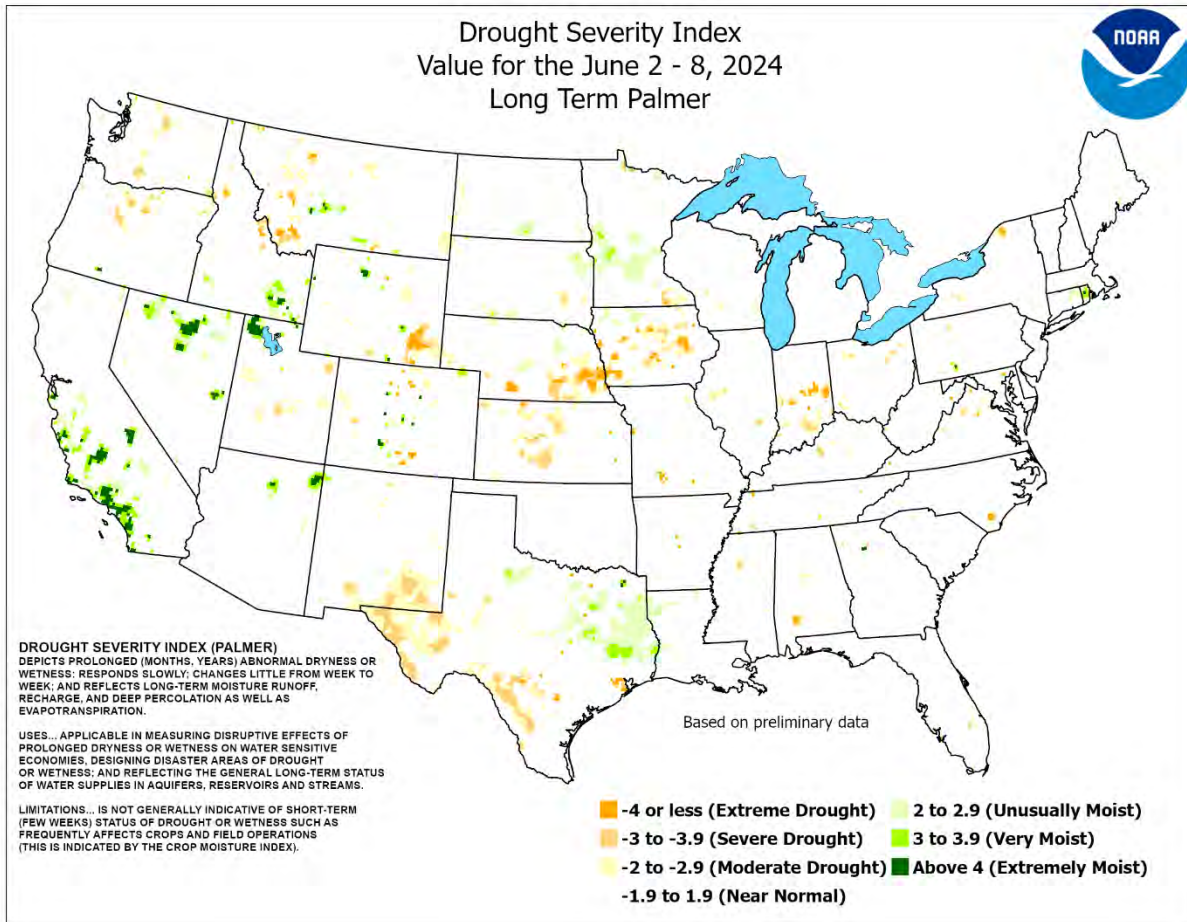 Drought Severity Index
Value for the June 2 - 8, 2024
Long Term Palmer
NOAA
DROUGHT SEVERITY INDEX (PALMER)
DEPICTS PROLONGED (MONTHS, YEARS) ABNORMAL DRYNESS OR
WETNESS: RESPONDS SLOWLY; CHANGES LITTLE FROM WEEK TO
WEEK; AND REFLECTS LONG-TERM MOISTURE RUNOFF,
RECHARGE, AND DEEP PERCOLATION AS WELL AS
EVAPOTRANSPIRATION.
USES... APPLICABLE IN MEASURING DISRUPTIVE EFFECTS OF
PROLONGED DRYNESS OR WETNESS ON WATER SENSITIVE
ECONOMIES, DESIGNING DISASTER AREAS OF DROUGHT
OR WETNESS; AND REFLECTING THE GENERAL LONG-TERM STATUS
OF WATER SUPPLIES IN AQUIFERS, RESERVOIRS AND STREAMS.
LIMITATIONS... IS NOT GENERALLY INDICATIVE OF SHORT-TERM
(FEW WEEKS) STATUS OF DROUGHT OR WETNESS SUCH AS
FREQUENTLY AFFECTS CROPS AND FIELD OPERATIONS
(THIS IS INDICATED BY THE CROP MOISTURE INDEX).
Based on preliminary data
-4 or less (Extreme Drought)
-3 to -3.9 (Severe Drought)
-2 to -2.9 (Moderate Drought)
-1.9 to 1.9 (Near Normal)
2 to 2.9 (Unusually Moist)
3 to 3.9 (Very Moist)
Above 4 (Extremely Moist)